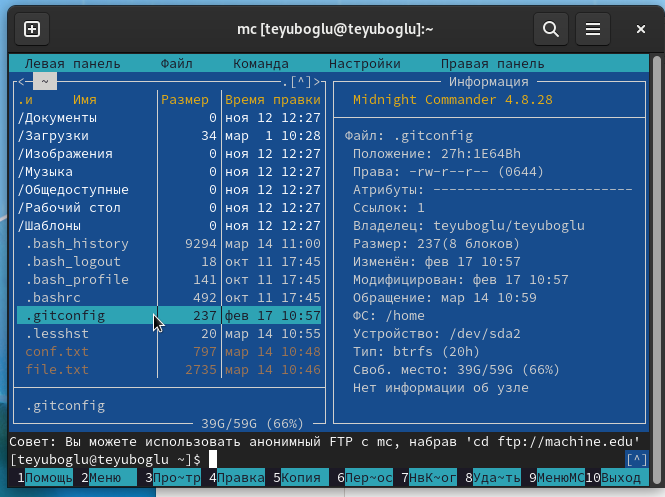 mc [teyuboglu@teyuboglu]:~
Левая панель Файл Команда Настройки Правая панель
<─ ~ .[^]>
.и Имя Размер Время правки
/Документы 0 ноя 12 12:27
/Загрузки 34 мар 1 10:28
/Изображения 0 ноя 12 12:27
/Музыка 0 ноя 12 12:27
/Общедоступные 0 ноя 12 12:27
/Рабочий стол 0 ноя 12 12:27
/Шаблоны 0 ноя 12 12:27
.bash_history 9294 мар 14 11:00
.bash_logout 18 окт 11 17:45
.bash_profile 141 окт 11 17:45
.bashrc 492 окт 11 17:45
.gitconfig 237 фев 17 10:57
.lesshst 20 мар 14 10:55
conf.txt 797 мар 14 10:48
file.txt 2735 мар 14 10:46
.gitconfig
39G/59G (66%)
Информация
Midnight Commander 4.8.28
Файл: .gitconfig
Положение: 27h:1E64Bh
Права: -rw-r--r-- (0644)
Атрибуты: ------------------------
Ссылок: 1
Владелец: teyuboglu/teyuboglu
Размер: 237(8 блоков)
Изменён: фев 17 10:57
Модифицирован: фев 17 10:57
Обращение: мар 14 10:59
ФС: /home
Устройство: /dev/sda2
Тип: btrfs (20h)
Своб. место: 39G/59G (66%)
Нет информации об узле
Совет: Вы можете использовать анонимный FTP с mc, набрав 'cd ftp://machine.edu'
[teyuboglu@teyuboglu ~]$ [^]
1Помощь 2Меню 3Про~тр 4Правка 5Копия 6Пер~ос 7НвК~ог 8Уда~ть 9МенюMC 10Выход